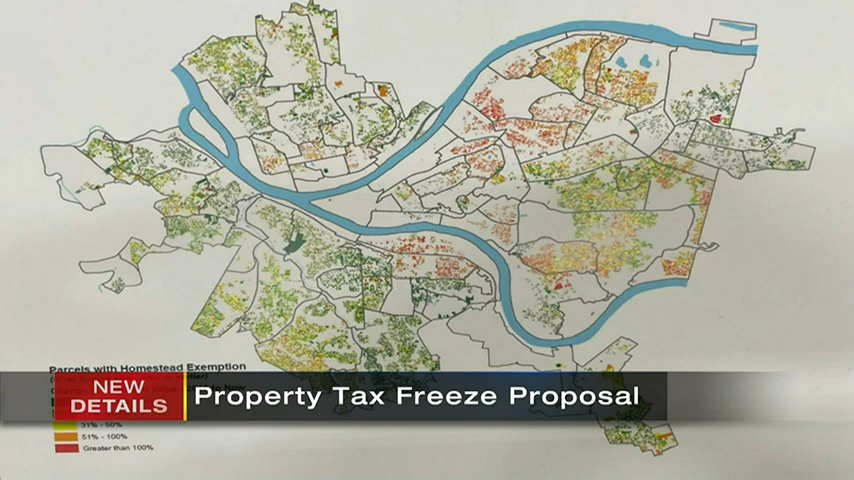 Parcels with Homestead Exemption
NEW
DETAILS
Property Tax Freeze Proposal
31% - 50%
51% - 100%
Greater than 100%